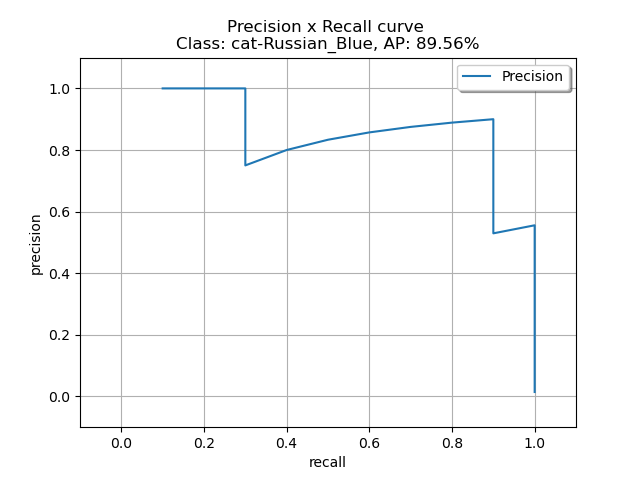 Precision x Recall curve
Class: cat-Russian_Blue, AP: 89.56%
Precision
1.0
0.8
0.6
0.4
0.2
0.0
precision
0.0 0.2 0.4 0.6 0.8 1.0
recall